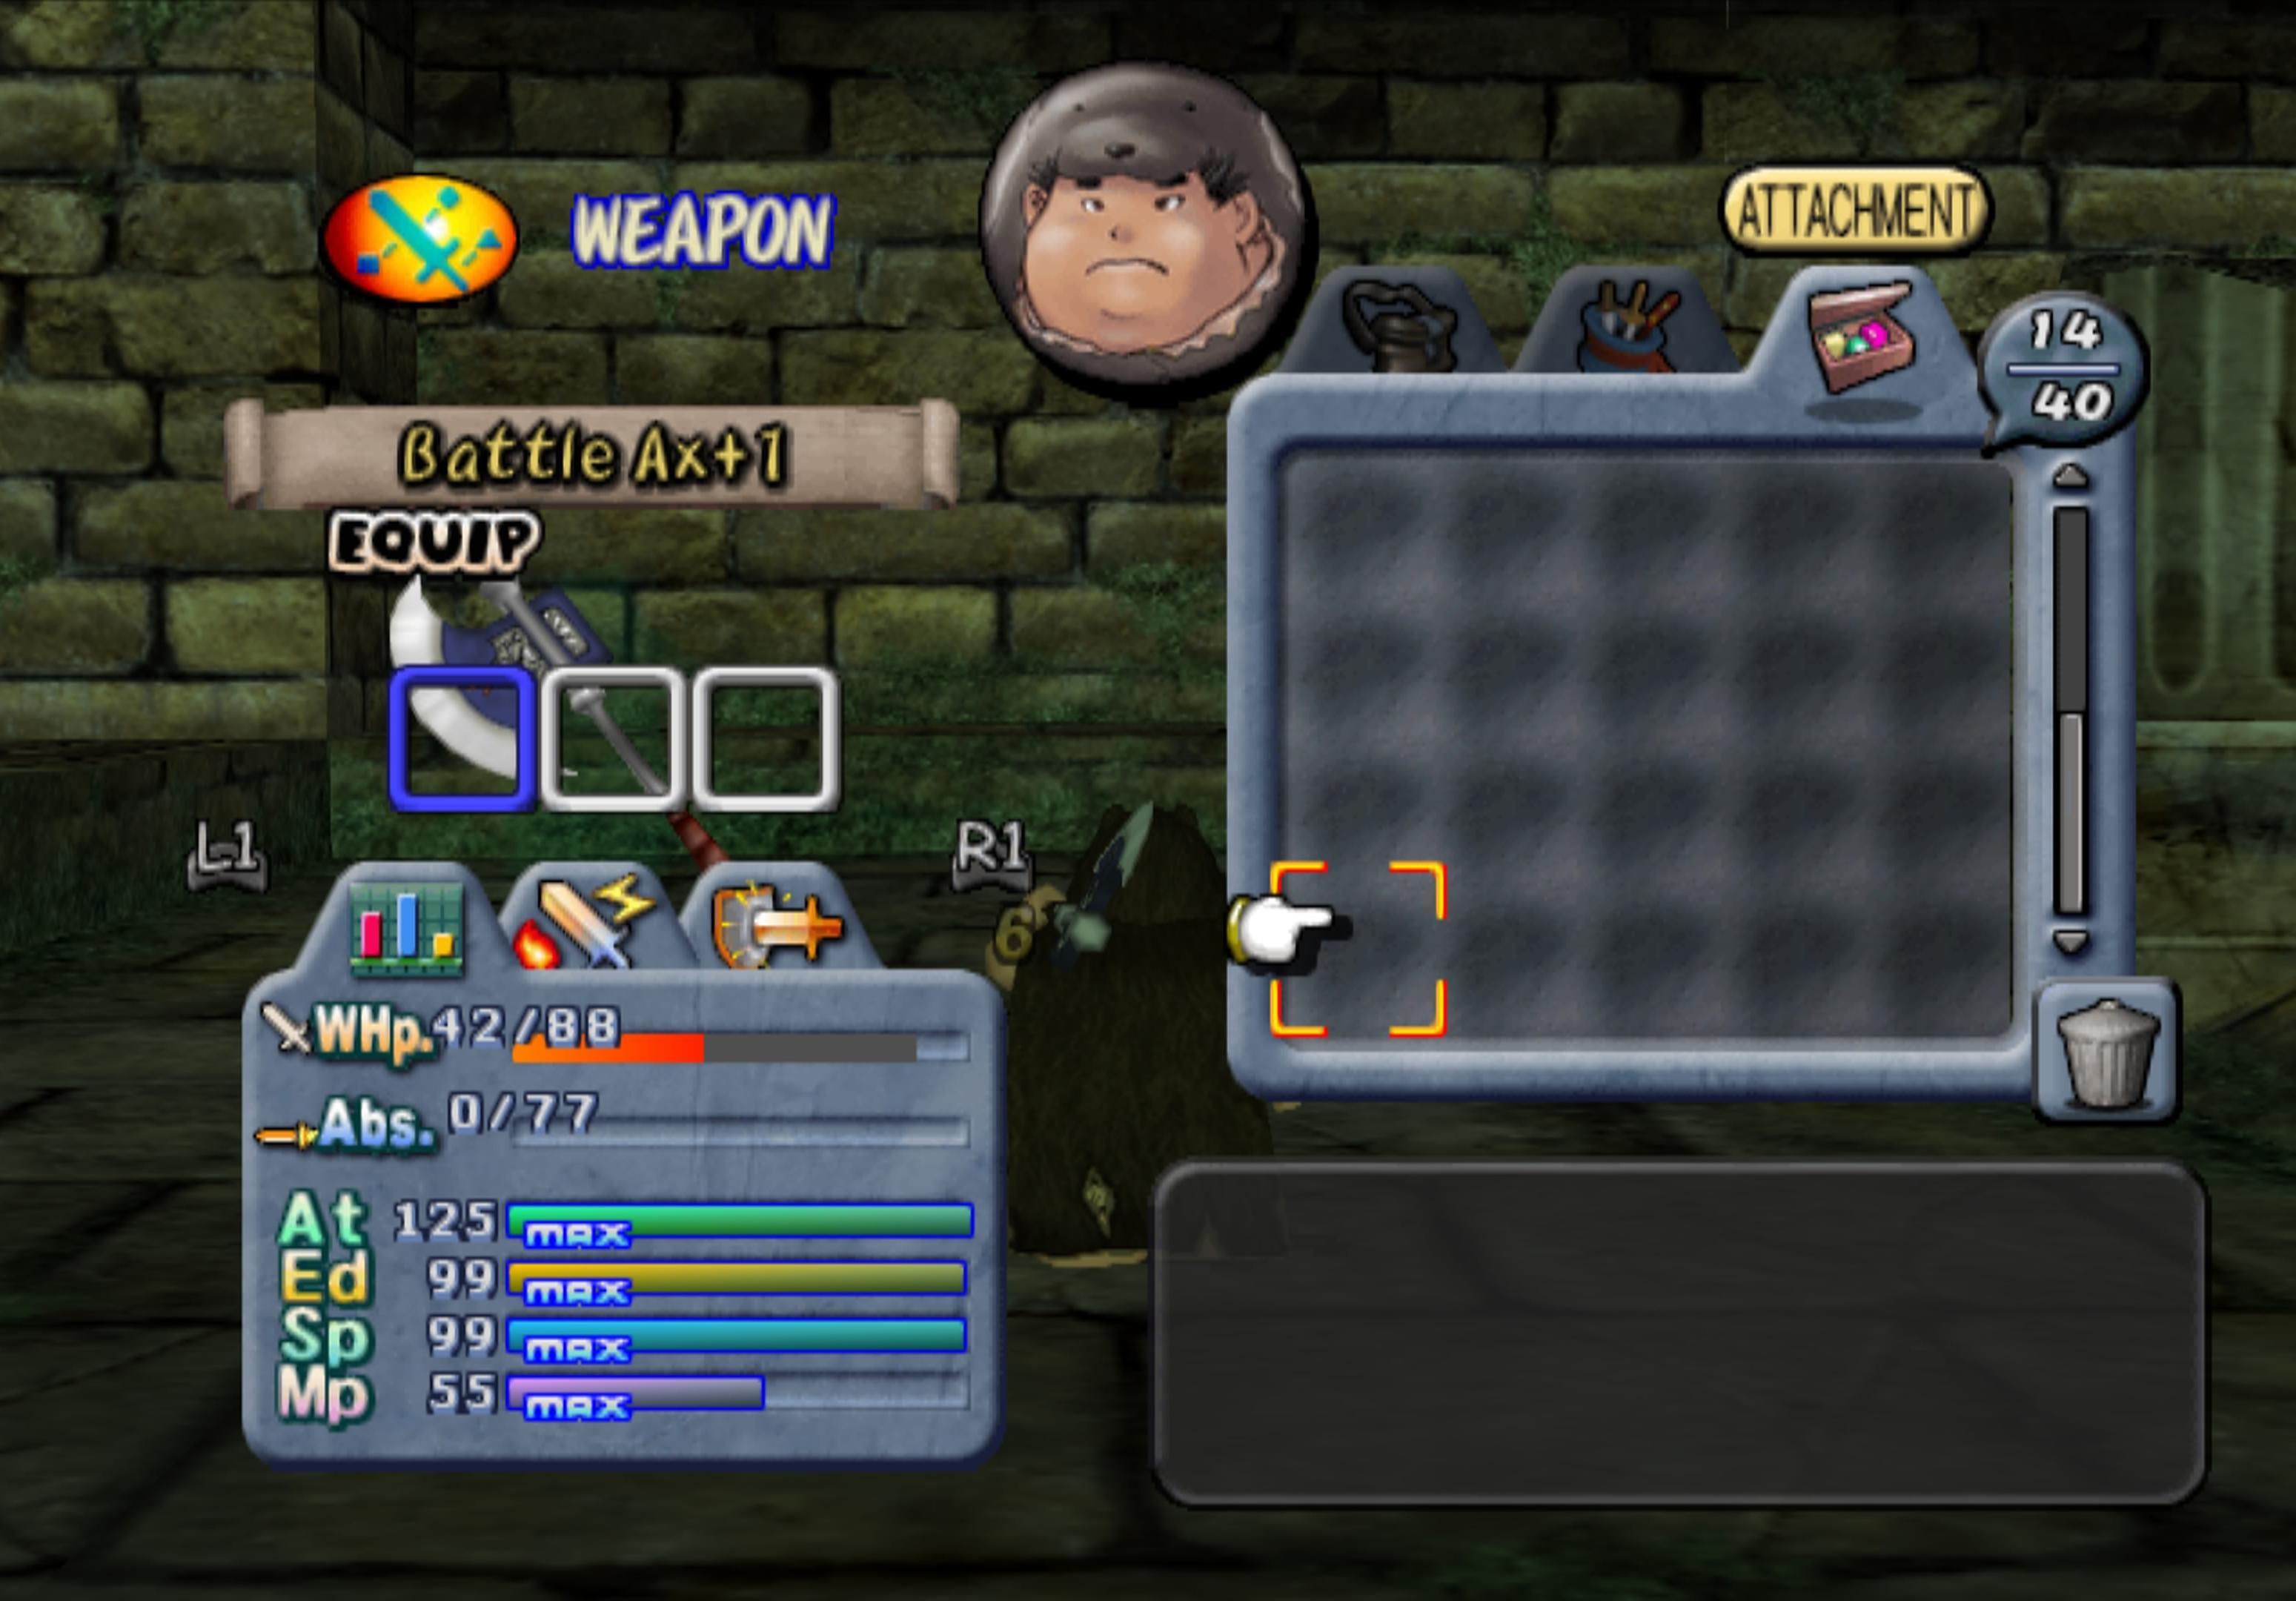 WEAPON
ATTACHMENT
14
40
Battle Ax+1
EQUIP
L1
R1
6
WHp. 42/88
Abs. 0/77
At 125 max
Ed 99 max
Sp 99 max
Mp 55 max